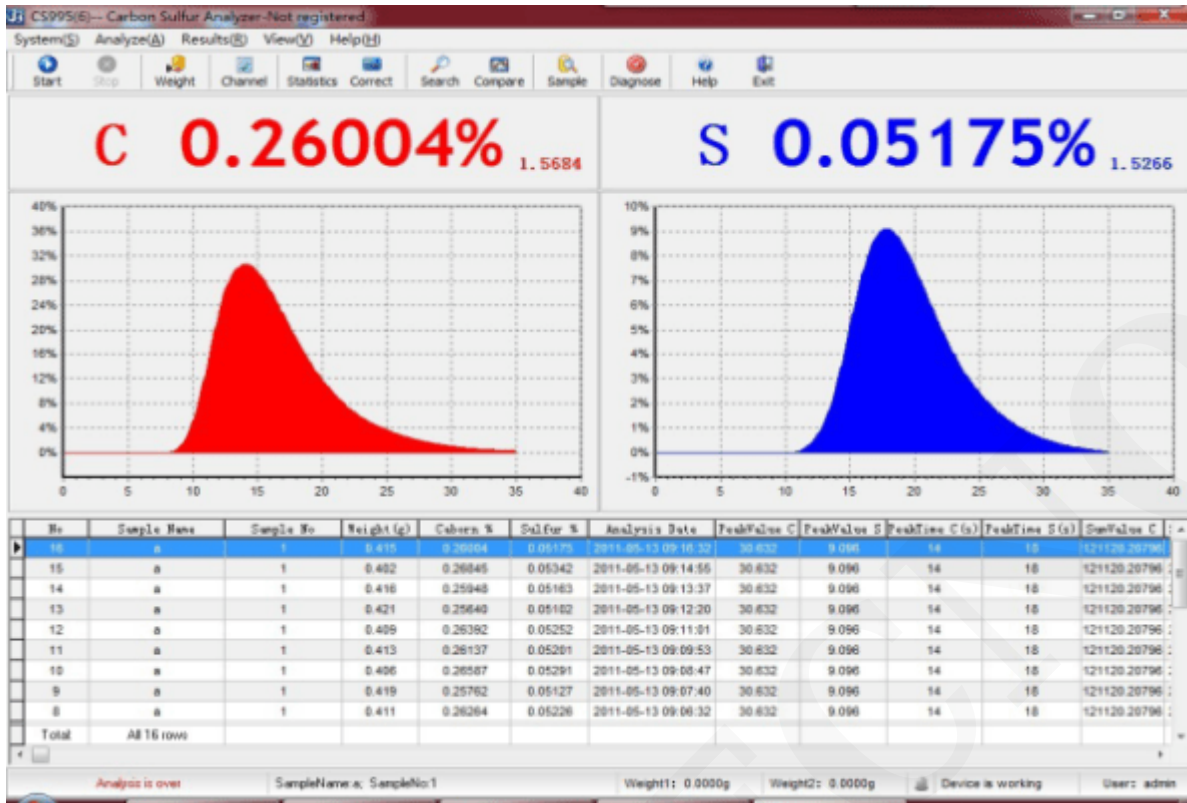 CS995(6)-- Carbon Sulfur Analyzer-Not registered
System(S) Analyze(A) Results(R) View(V) Help(H)
Start Stop Weight Channel Statistics Correct Search Compare Sample Diagnose Help Exit
C 0.26004% 1.5684
S 0.05175% 1.5266
40%
36%
32%
28%
24%
20%
16%
12%
8%
4%
0%
0 5 10 15 20 25 30 35 40
10%
9%
8%
7%
6%
5%
4%
3%
2%
1%
0%
-1%
0 5 10 15 20 25 30 35 40
No Sample Name Sample No Weight(g) Caborn % Sulfur % Analysis Date PeakValue C PeakValue S PeakTime C(s) PeakTime S(s) SumValue C
16 a 1 0.415 0.26004 0.05175 2011-05-13 09:16:32 30.632 9.096 14 18 121120.20796
15 a 1 0.402 0.26845 0.05342 2011-05-13 09:14:55 30.632 9.096 14 18 121120.20796
14 a 1 0.416 0.25948 0.05163 2011-05-13 09:13:37 30.632 9.096 14 18 121120.20796
13 a 1 0.421 0.25640 0.05102 2011-05-13 09:12:20 30.632 9.096 14 18 121120.20796
12 a 1 0.409 0.26392 0.05252 2011-05-13 09:11:01 30.632 9.096 14 18 121120.20796
11 a 1 0.413 0.26137 0.05201 2011-05-13 09:09:53 30.632 9.096 14 18 121120.20796
10 a 1 0.406 0.26587 0.05291 2011-05-13 09:08:47 30.632 9.096 14 18 121120.20796
9 a 1 0.419 0.25762 0.05127 2011-05-13 09:07:40 30.632 9.096 14 18 121120.20796
8 a 1 0.411 0.26264 0.05226 2011-05-13 09:06:32 30.632 9.096 14 18 121120.20796
Total All 16 rows
Analysis is over SampleName:a; SampleNo:1 Weight1: 0.0000g Weight2: 0.0000g Device is working User: admin